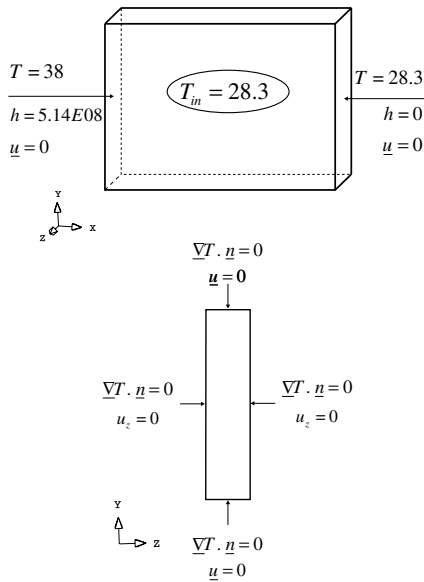 T = 38
h = 5.14E08
u = 0
T_in = 28.3
T = 28.3
h = 0
u = 0
Y
X
Z
∇T . n = 0
u = 0
∇T . n = 0
u_z = 0
∇T . n = 0
u_z = 0
Y
Z
∇T . n = 0
u = 0